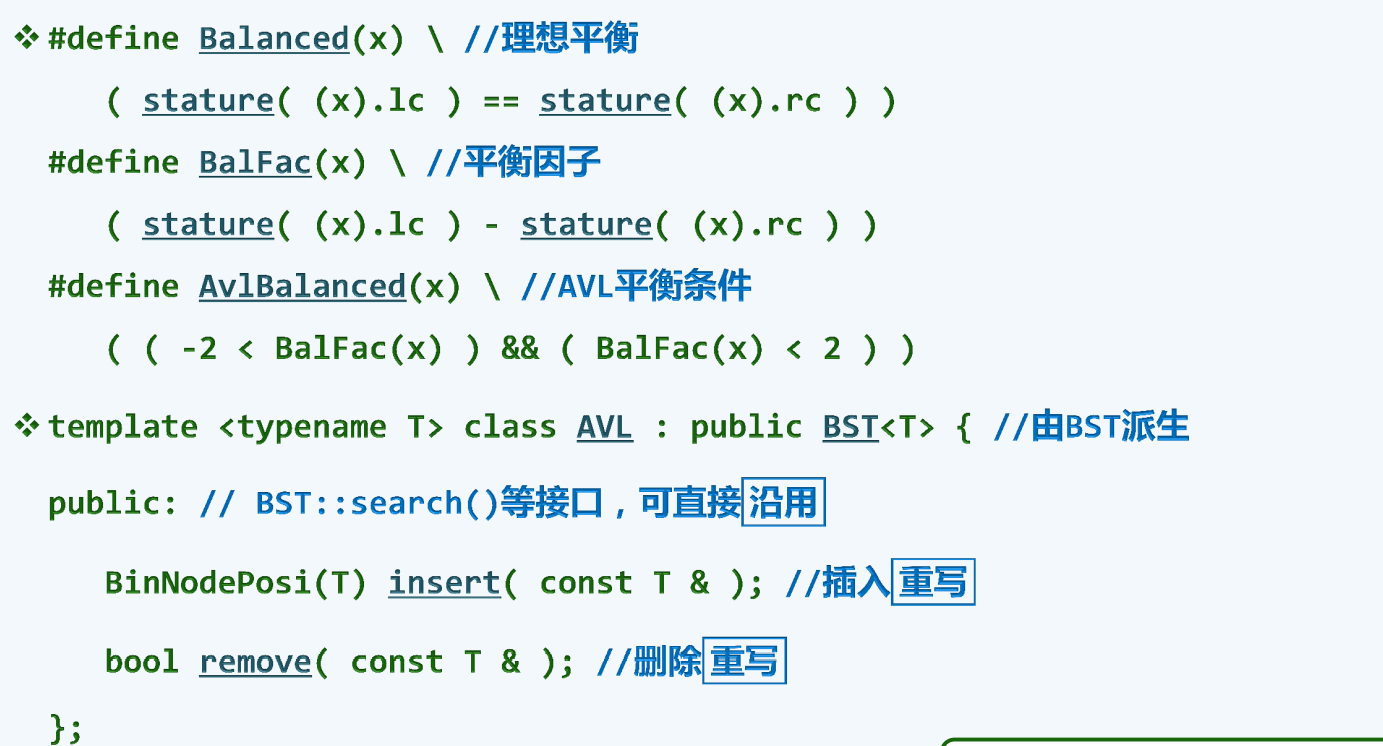 ❖ #define Balanced(x) \ //理想平衡
( stature( (x).lc ) == stature( (x).rc ) )
#define BalFac(x) \ //平衡因子
( stature( (x).lc ) - stature( (x).rc ) )
#define AvlBalanced(x) \ //AVL平衡条件
( ( -2 < BalFac(x) ) && ( BalFac(x) < 2 ) )
❖ template <typename T> class AVL : public BST<T> { //由BST派生
public: // BST::search()等接口，可直接沿用
BinNodePosi(T) insert( const T & ); //插入重写
bool remove( const T & ); //删除重写
};